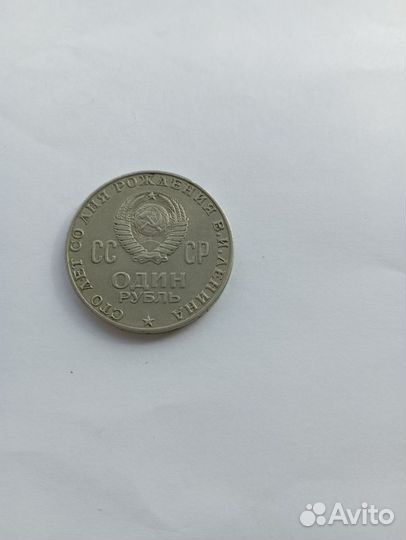 СТО ЛЕТ СО ДНЯ РОЖДЕНИЯ В.И.ЛЕНИНА
СС СР
ОДИН
РУБЛЬ
Avito